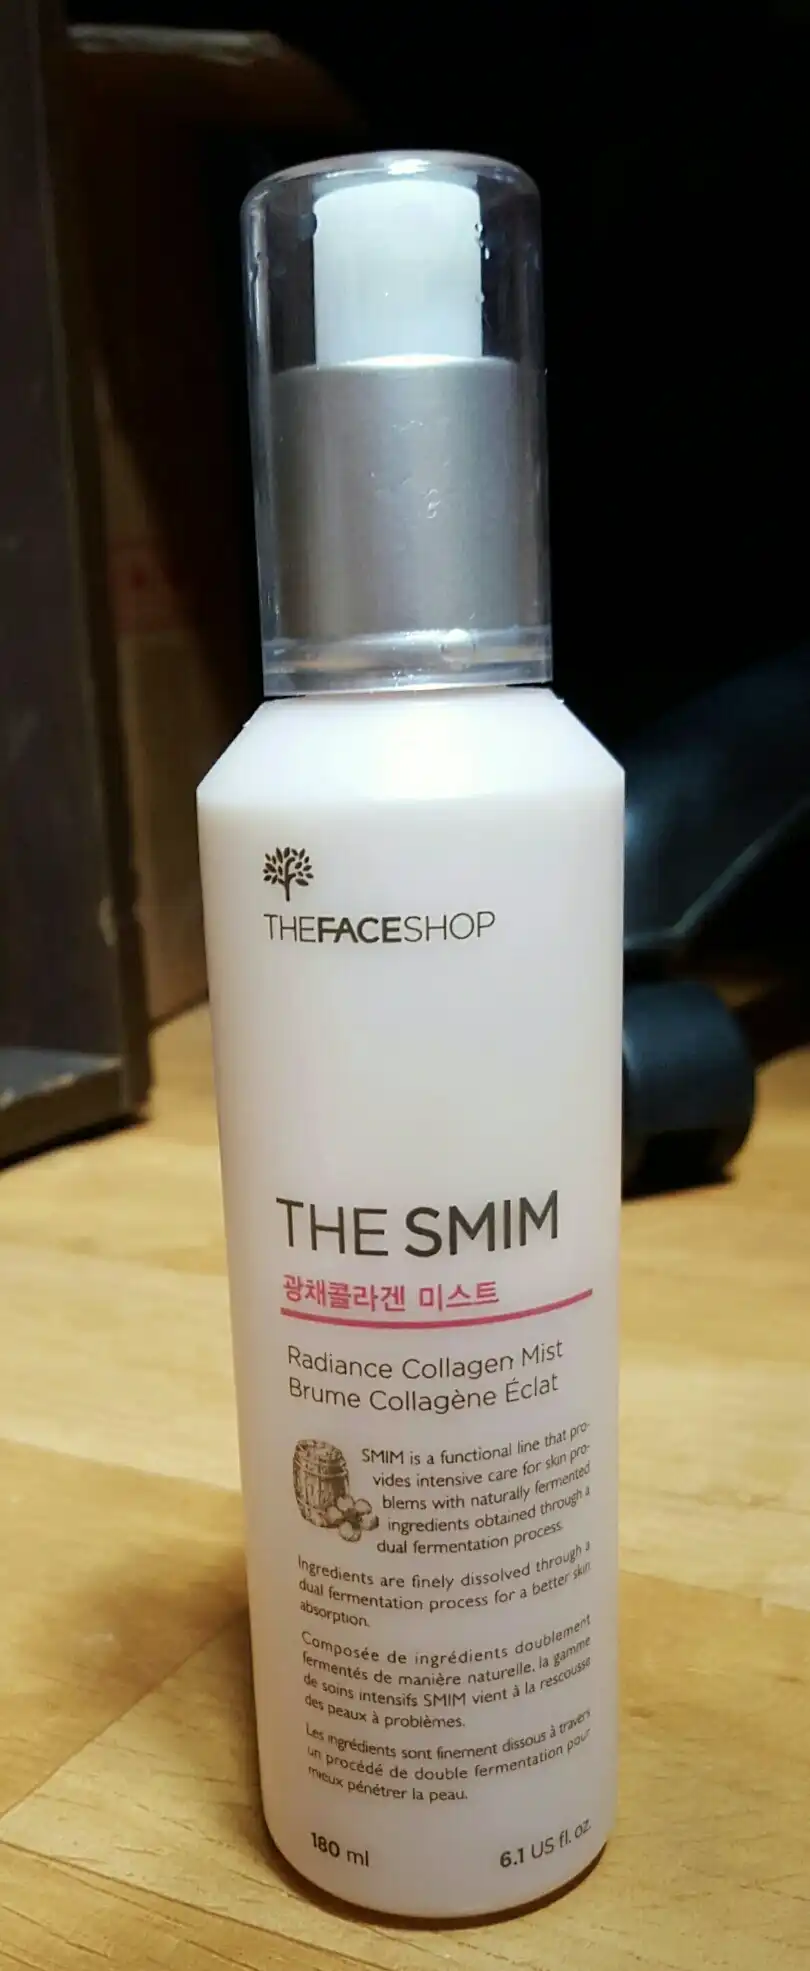 THEFACESHOP
THE SMIM
광채콜라겐 미스트
Radiance Collagen Mist
Brume Collagène Éclat
SMIM is a functional line that pro-
vides intensive care for skin pro-
blems with naturally fermented
ingredients obtained through a
dual fermentation process.
Ingredients are finely dissolved through a
dual fermentation process for a better skin
absorption.
Composée de ingrédients doublement
fermentés de manière naturelle, la gamme
de soins intensifs SMIM vient à la rescousse
des peaux à problèmes.
Les ingrédients sont finement dissous à travers
un procédé de double fermentation pour
mieux pénétrer la peau.
180 ml
6.1 US fl. oz.